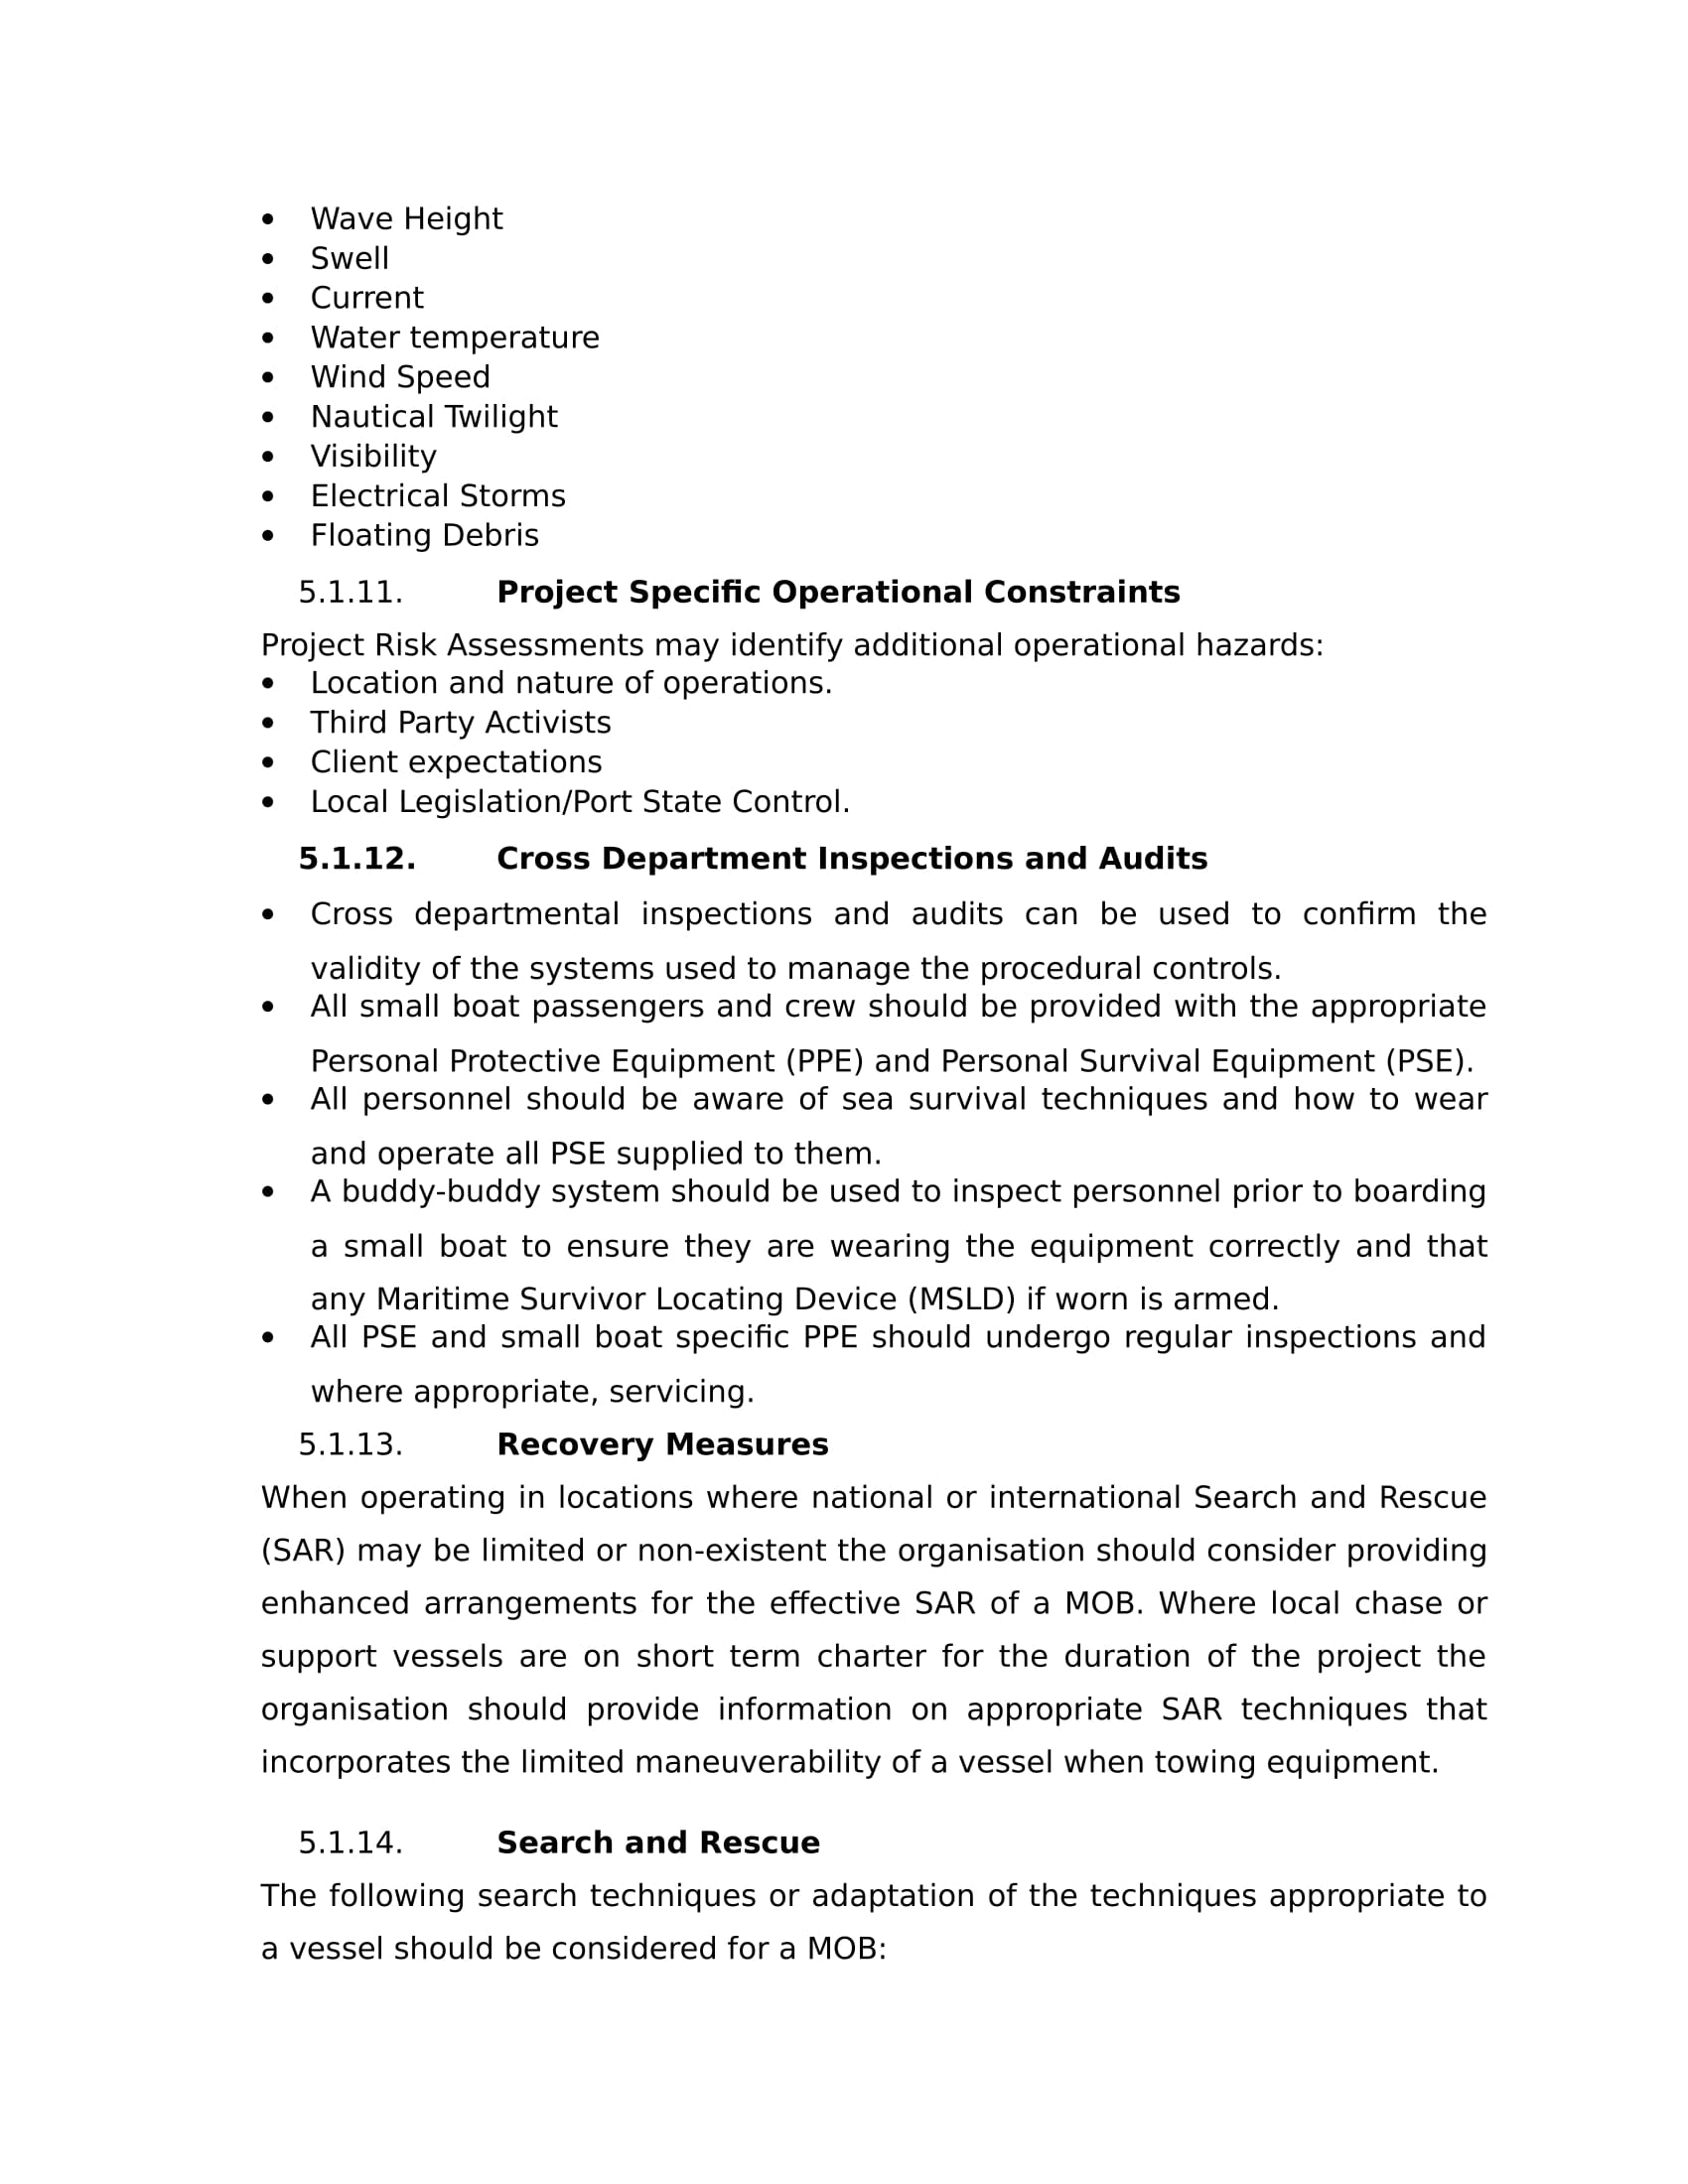 • Wave Height
• Swell
• Current
• Water temperature
• Wind Speed
• Nautical Twilight
• Visibility
• Electrical Storms
• Floating Debris
5.1.11. Project Specific Operational Constraints
Project Risk Assessments may identify additional operational hazards:
• Location and nature of operations.
• Third Party Activists
• Client expectations
• Local Legislation/Port State Control.
5.1.12. Cross Department Inspections and Audits
• Cross departmental inspections and audits can be used to confirm the
validity of the systems used to manage the procedural controls.
• All small boat passengers and crew should be provided with the appropriate
Personal Protective Equipment (PPE) and Personal Survival Equipment (PSE).
• All personnel should be aware of sea survival techniques and how to wear
and operate all PSE supplied to them.
• A buddy-buddy system should be used to inspect personnel prior to boarding
a small boat to ensure they are wearing the equipment correctly and that
any Maritime Survivor Locating Device (MSLD) if worn is armed.
• All PSE and small boat specific PPE should undergo regular inspections and
where appropriate, servicing.
5.1.13. Recovery Measures
When operating in locations where national or international Search and Rescue
(SAR) may be limited or non-existent the organisation should consider providing
enhanced arrangements for the effective SAR of a MOB. Where local chase or
support vessels are on short term charter for the duration of the project the
organisation should provide information on appropriate SAR techniques that
incorporates the limited maneuverability of a vessel when towing equipment.
5.1.14. Search and Rescue
The following search techniques or adaptation of the techniques appropriate to
a vessel should be considered for a MOB: